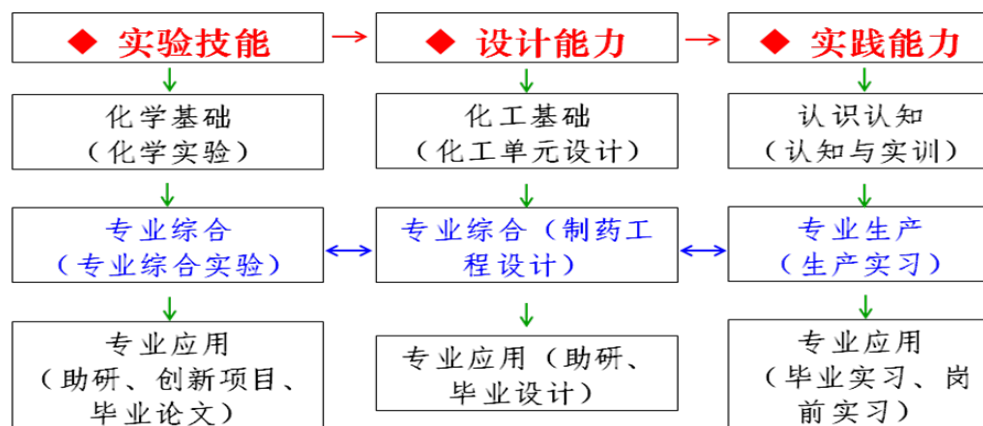 ◆ 实验技能
◆ 设计能力
◆ 实践能力
化学基础
（化学实验）
化工基础
（化工单元设计）
认识认知
（认知与实训）
专业综合
（专业综合实验）
专业综合（制药工
程设计）
专业生产
（生产实习）
专业应用
（助研、创新项目、
毕业论文）
专业应用（助研、
毕业设计）
专业应用
（毕业实习、岗
前实习）